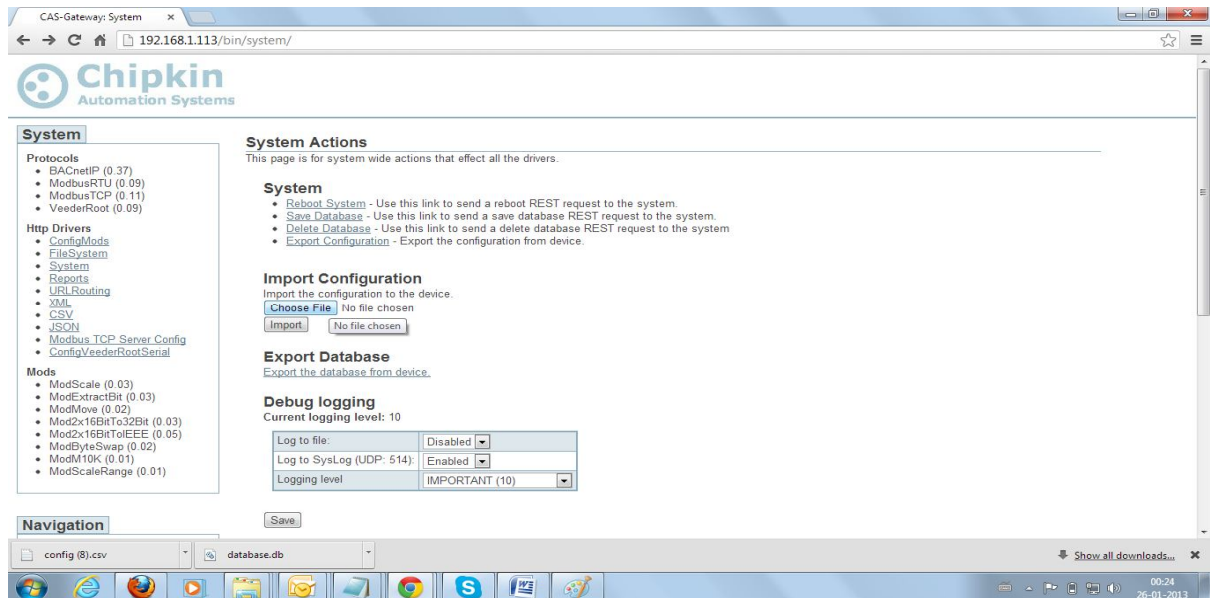 CAS-Gateway: System
192.168.1.113/bin/system/
Chipkin
Automation Systems
System
Protocols
BACnetIP (0.37)
ModbusRTU (0.09)
ModbusTCP (0.11)
VeederRoot (0.09)
Http Drivers
ConfigMods
FileSystem
System
Reports
URLRouting
XML
CSV
JSON
Modbus TCP Server Config
ConfigVeederRootSerial
Mods
ModScale (0.03)
ModExtractBit (0.03)
ModMove (0.02)
Mod2x16BitTo32Bit (0.03)
Mod2x16BitToIEEE (0.05)
ModByteSwap (0.02)
ModM10K (0.01)
ModScaleRange (0.01)
Navigation
System Actions
This page is for system wide actions that effect all the drivers.
System
Reboot System - Use this link to send a reboot REST request to the system.
Save Database - Use this link to send a save database REST request to the system.
Delete Database - Use this link to send a delete database REST request to the system
Export Configuration - Export the configuration from device.
Import Configuration
Import the configuration to the device.
Choose File No file chosen
Import
No file chosen
Export Database
Export the database from device.
Debug logging
Current logging level: 10
Log to file: Disabled
Log to SysLog (UDP: 514): Enabled
Logging level IMPORTANT (10)
Save
config (8).csv
database.db
Show all downloads...
00:24
26-01-2013